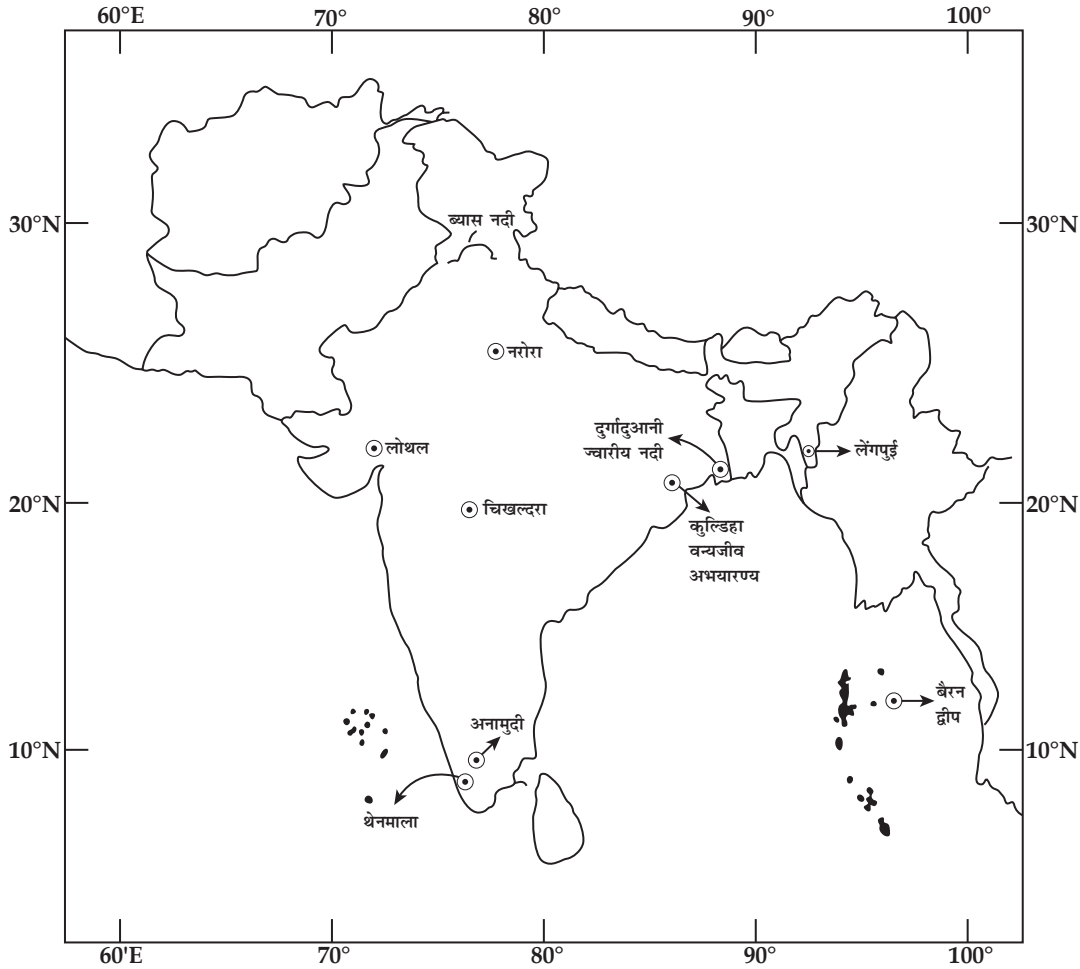 60°E 70° 80° 90° 100°
30°N 30°N
ब्यास नदी
नरोरा
दुर्गादुआनी
ज्वारीय नदी
लोथल
लेंगपुई
20°N 20°N
चिखल्दरा
कुल्डिहा
वन्यजीव
अभयारण्य
बैरन
द्वीप
अनामुदी
10°N 10°N
थेनमाला
60'E 70° 80° 90° 100°